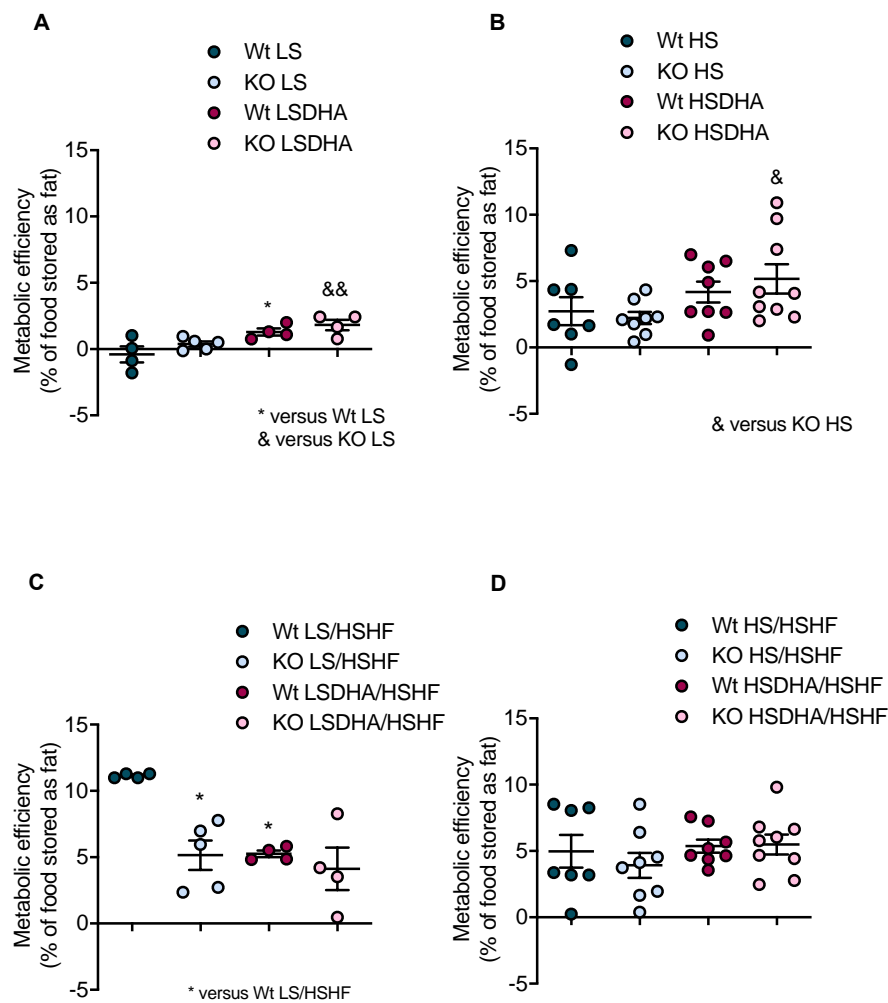 A
Wt LS
KO LS
Wt LSDHA
KO LSDHA
Metabolic efficiency
(% of food stored as fat)
15
10
5
0
-5
*
&&
* versus Wt LS
& versus KO LS
B
Wt HS
KO HS
Wt HSDHA
KO HSDHA
Metabolic efficiency
(% of food stored as fat)
15
10
5
0
-5
&
& versus KO HS
C
Wt LS/HSHF
KO LS/HSHF
Wt LSDHA/HSHF
KO LSDHA/HSHF
Metabolic efficiency
(% of food stored as fat)
15
10
5
0
-5
*
*
* versus Wt LS/HSHF
D
Wt HS/HSHF
KO HS/HSHF
Wt HSDHA/HSHF
KO HSDHA/HSHF
Metabolic efficiency
(% of food stored as fat)
15
10
5
0
-5